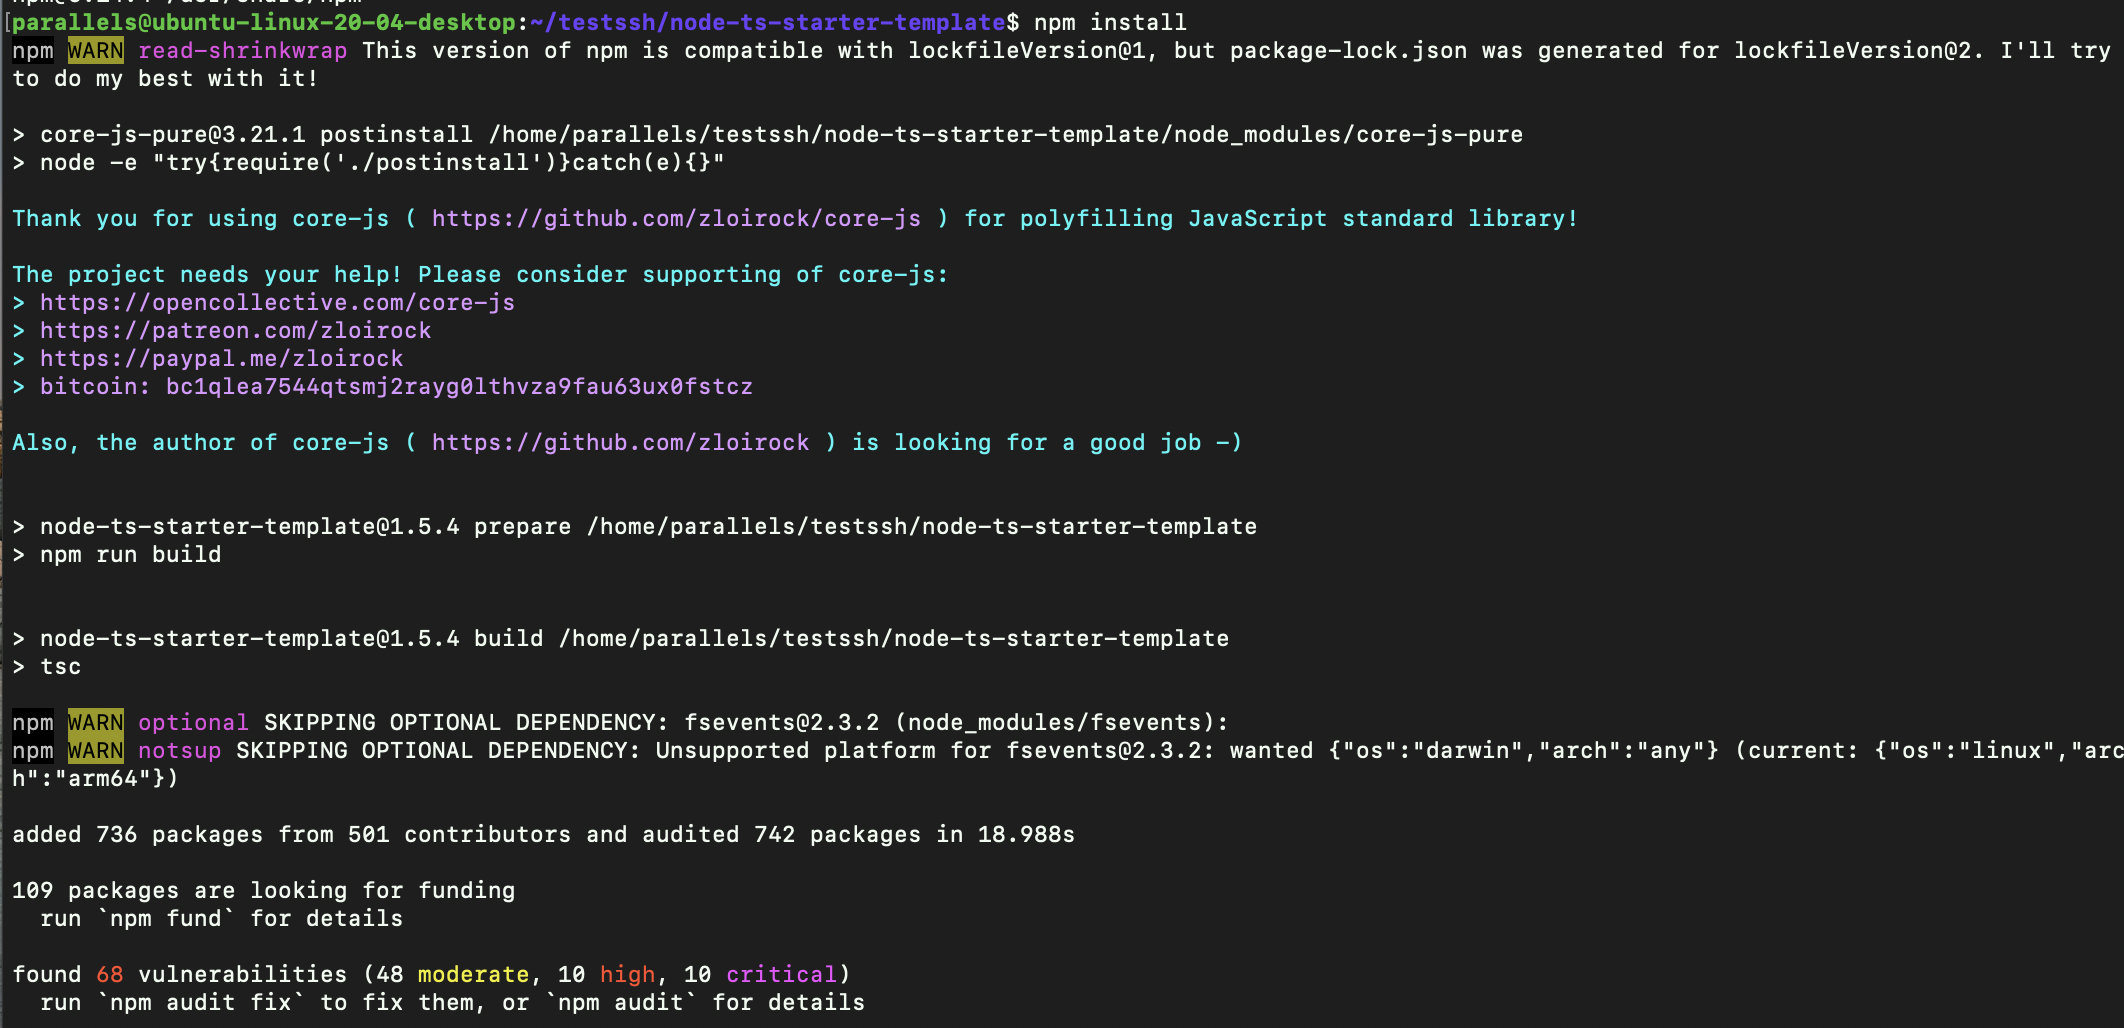 parallels@ubuntu-linux-20-04-desktop:~/testssh/node-ts-starter-template$ npm install
npm WARN read-shrinkwrap This version of npm is compatible with lockfileVersion@1, but package-lock.json was generated for lockfileVersion@2. I'll try
to do my best with it!
> core-js-pure@3.21.1 postinstall /home/parallels/testssh/node-ts-starter-template/node_modules/core-js-pure
> node -e "try{require('./postinstall')}catch(e){}"
Thank you for using core-js ( https://github.com/zloirock/core-js ) for polyfilling JavaScript standard library!
The project needs your help! Please consider supporting of core-js:
> https://opencollective.com/core-js
> https://patreon.com/zloirock
> https://paypal.me/zloirock
> bitcoin: bc1qlea7544qtsmj2rayg0lthvza9fau63ux0fstcz
Also, the author of core-js ( https://github.com/zloirock ) is looking for a good job -)
> node-ts-starter-template@1.5.4 prepare /home/parallels/testssh/node-ts-starter-template
> npm run build
> node-ts-starter-template@1.5.4 build /home/parallels/testssh/node-ts-starter-template
> tsc
npm WARN optional SKIPPING OPTIONAL DEPENDENCY: fsevents@2.3.2 (node_modules/fsevents):
npm WARN notsup SKIPPING OPTIONAL DEPENDENCY: Unsupported platform for fsevents@2.3.2: wanted {"os":"darwin","arch":"any"} (current: {"os":"linux","arc
h":"arm64"})
added 736 packages from 501 contributors and audited 742 packages in 18.988s
109 packages are looking for funding
run `npm fund` for details
found 68 vulnerabilities (48 moderate, 10 high, 10 critical)
run `npm audit fix` to fix them, or `npm audit` for details